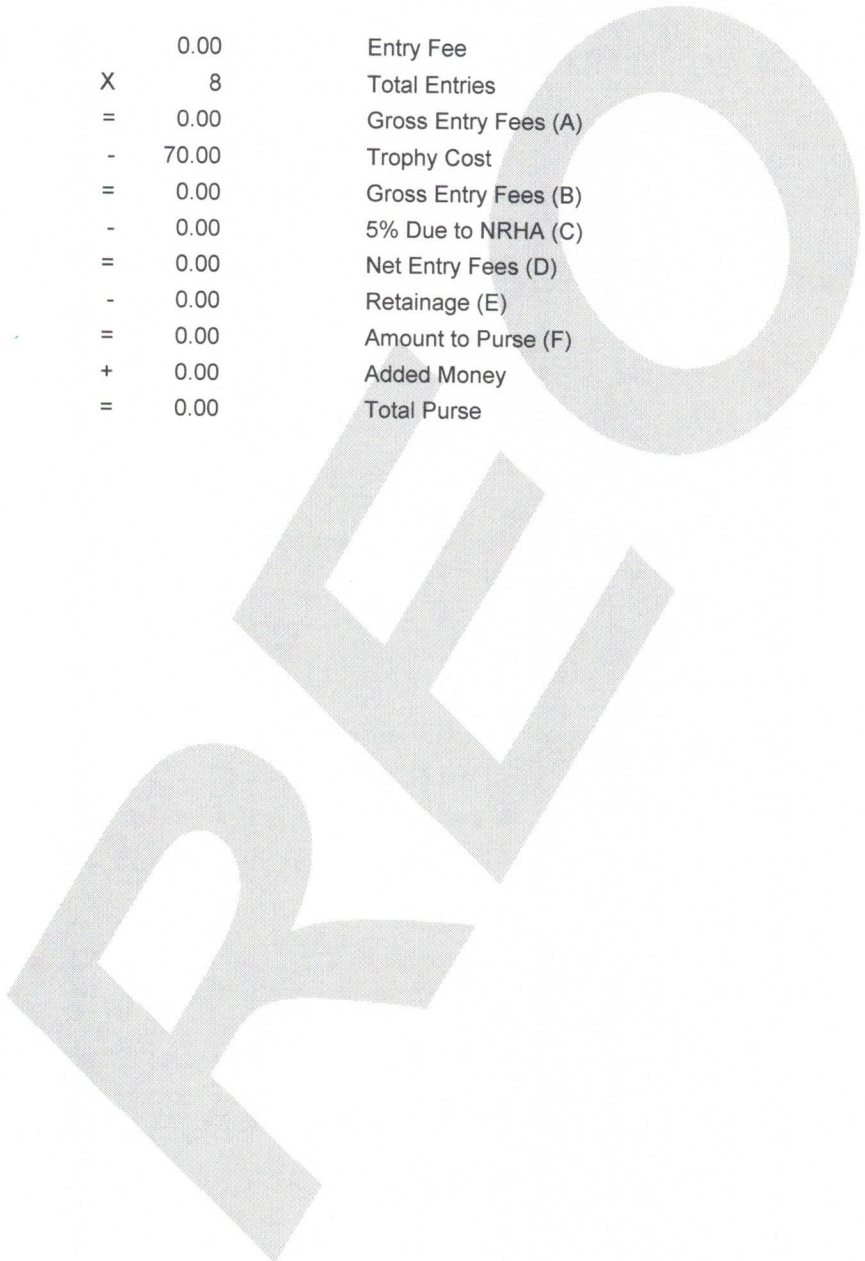 0.00 Entry Fee
X 8 Total Entries
= 0.00 Gross Entry Fees (A)
- 70.00 Trophy Cost
= 0.00 Gross Entry Fees (B)
- 0.00 5% Due to NRHA (C)
= 0.00 Net Entry Fees (D)
- 0.00 Retainage (E)
= 0.00 Amount to Purse (F)
+ 0.00 Added Money
= 0.00 Total Purse
REO